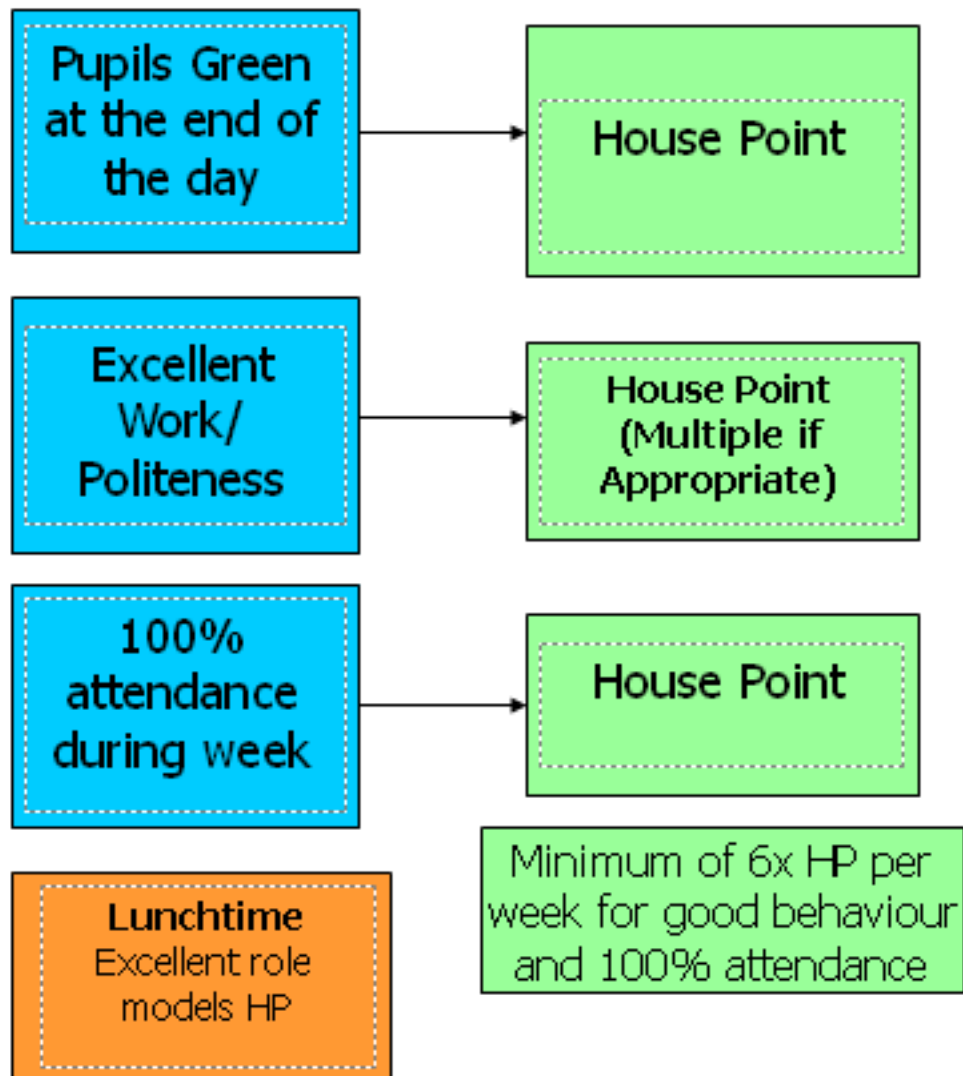 Pupils Green
at the end of
the day
House Point
Excellent
Work/
Politeness
House Point
(Multiple if
Appropriate)
100%
attendance
during week
House Point
Minimum of 6x HP per
week for good behaviour
and 100% attendance
Lunchtime
Excellent role
models HP